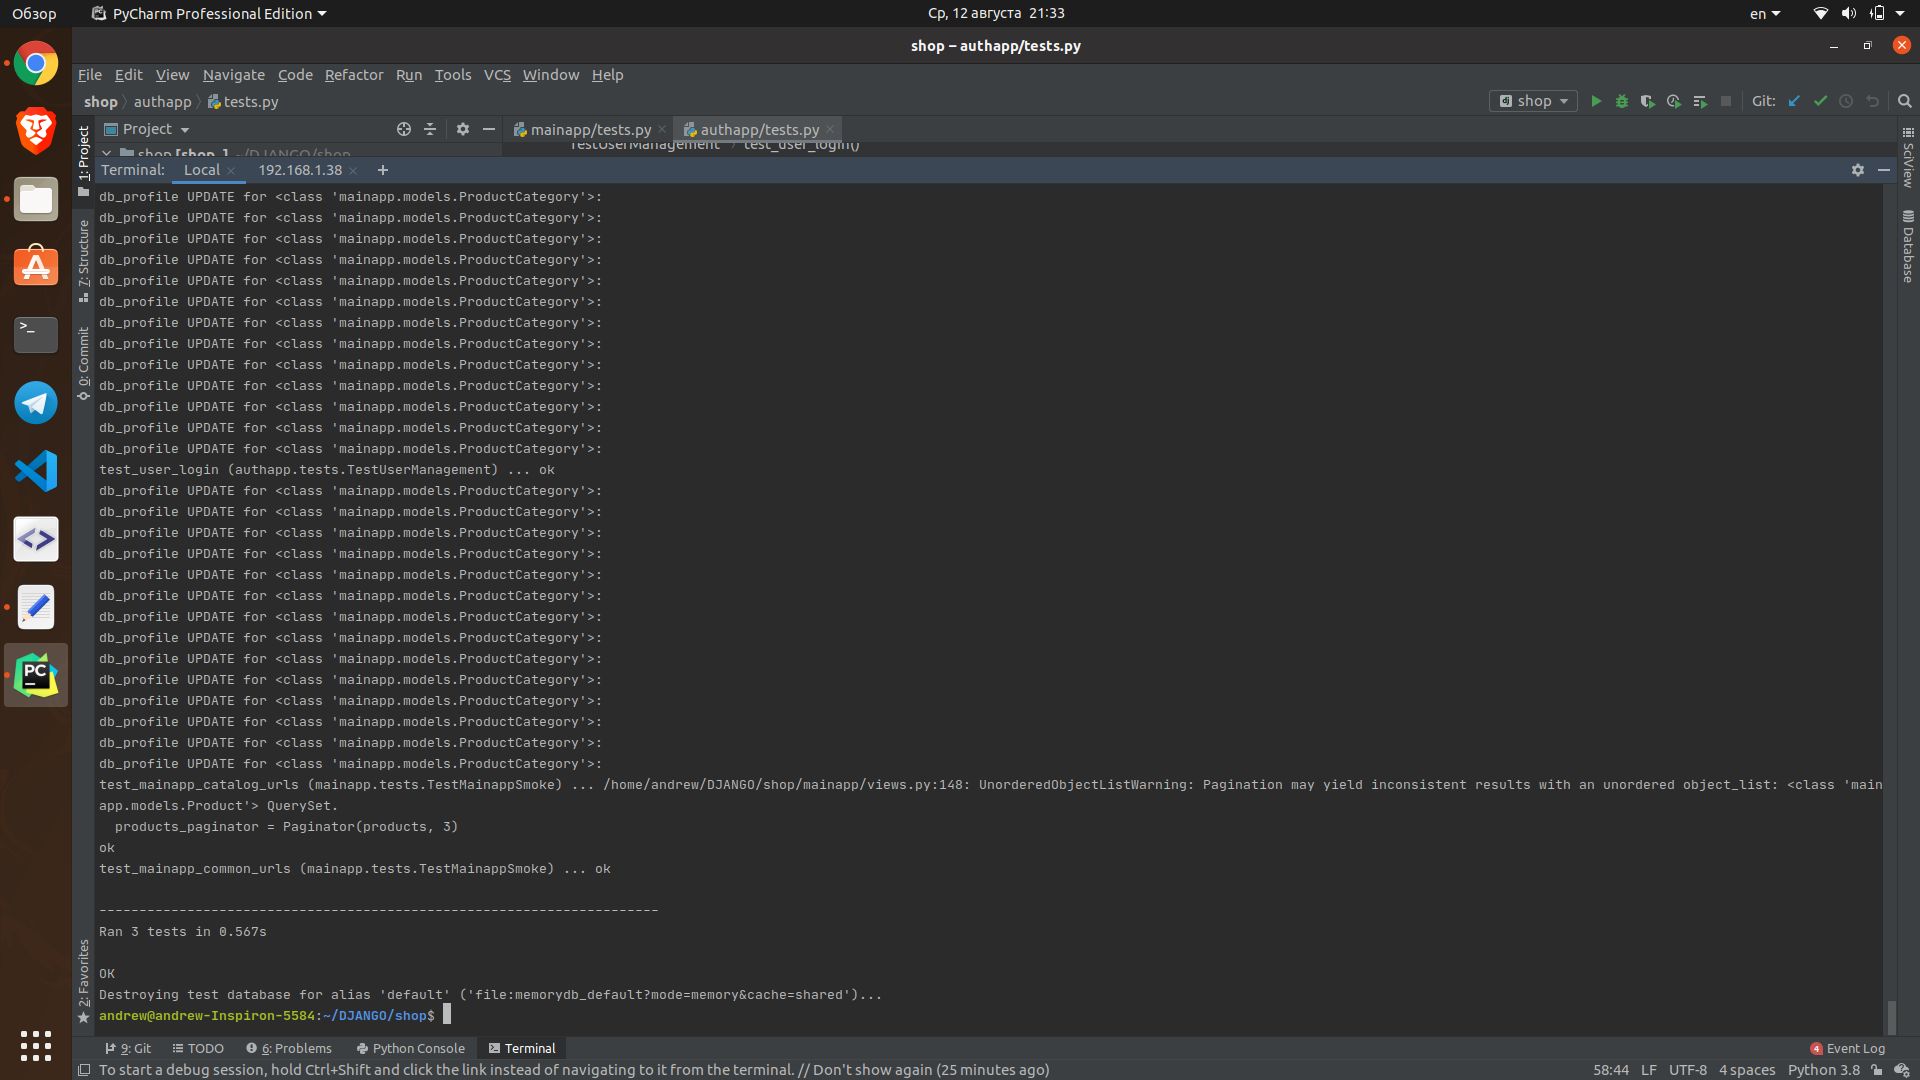 Обзор
PyCharm Professional Edition
Ср, 12 августа 21:33
en
shop – authapp/tests.py
File Edit View Navigate Code Refactor Run Tools VCS Window Help
shop authapp tests.py
shop
Git:
Project
mainapp/tests.py
authapp/tests.py
shop [shop_] ~/DJANGO/shop
TestUserManagement test_user_login()
Terminal: Local 192.168.1.38 +
1: Project
7: Structure
0: Commit
2: Favorites
SciView
Database
db_profile UPDATE for <class 'mainapp.models.ProductCategory'>:
db_profile UPDATE for <class 'mainapp.models.ProductCategory'>:
db_profile UPDATE for <class 'mainapp.models.ProductCategory'>:
db_profile UPDATE for <class 'mainapp.models.ProductCategory'>:
db_profile UPDATE for <class 'mainapp.models.ProductCategory'>:
db_profile UPDATE for <class 'mainapp.models.ProductCategory'>:
db_profile UPDATE for <class 'mainapp.models.ProductCategory'>:
db_profile UPDATE for <class 'mainapp.models.ProductCategory'>:
db_profile UPDATE for <class 'mainapp.models.ProductCategory'>:
db_profile UPDATE for <class 'mainapp.models.ProductCategory'>:
db_profile UPDATE for <class 'mainapp.models.ProductCategory'>:
db_profile UPDATE for <class 'mainapp.models.ProductCategory'>:
db_profile UPDATE for <class 'mainapp.models.ProductCategory'>:
test_user_login (authapp.tests.TestUserManagement) ... ok
db_profile UPDATE for <class 'mainapp.models.ProductCategory'>:
db_profile UPDATE for <class 'mainapp.models.ProductCategory'>:
db_profile UPDATE for <class 'mainapp.models.ProductCategory'>:
db_profile UPDATE for <class 'mainapp.models.ProductCategory'>:
db_profile UPDATE for <class 'mainapp.models.ProductCategory'>:
db_profile UPDATE for <class 'mainapp.models.ProductCategory'>:
db_profile UPDATE for <class 'mainapp.models.ProductCategory'>:
db_profile UPDATE for <class 'mainapp.models.ProductCategory'>:
db_profile UPDATE for <class 'mainapp.models.ProductCategory'>:
db_profile UPDATE for <class 'mainapp.models.ProductCategory'>:
db_profile UPDATE for <class 'mainapp.models.ProductCategory'>:
db_profile UPDATE for <class 'mainapp.models.ProductCategory'>:
db_profile UPDATE for <class 'mainapp.models.ProductCategory'>:
db_profile UPDATE for <class 'mainapp.models.ProductCategory'>:
test_mainapp_catalog_urls (mainapp.tests.TestMainappSmoke) ... /home/andrew/DJANGO/shop/mainapp/views.py:148: UnorderedObjectListWarning: Pagination may yield inconsistent results with an unordered object_list: <class 'main
app.models.Product'> QuerySet.
  products_paginator = Paginator(products, 3)
ok
test_mainapp_common_urls (mainapp.tests.TestMainappSmoke) ... ok
----------------------------------------------------------------------
Ran 3 tests in 0.567s
OK
Destroying test database for alias 'default' ('file:memorydb_default?mode=memory&cache=shared')...
andrew@andrew-Inspiron-5584:~/DJANGO/shop$
9: Git TODO 6: Problems Python Console Terminal
4 Event Log
To start a debug session, hold Ctrl+Shift and click the link instead of navigating to it from the terminal. // Don't show again (25 minutes ago)
58:44 LF UTF-8 4 spaces Python 3.8